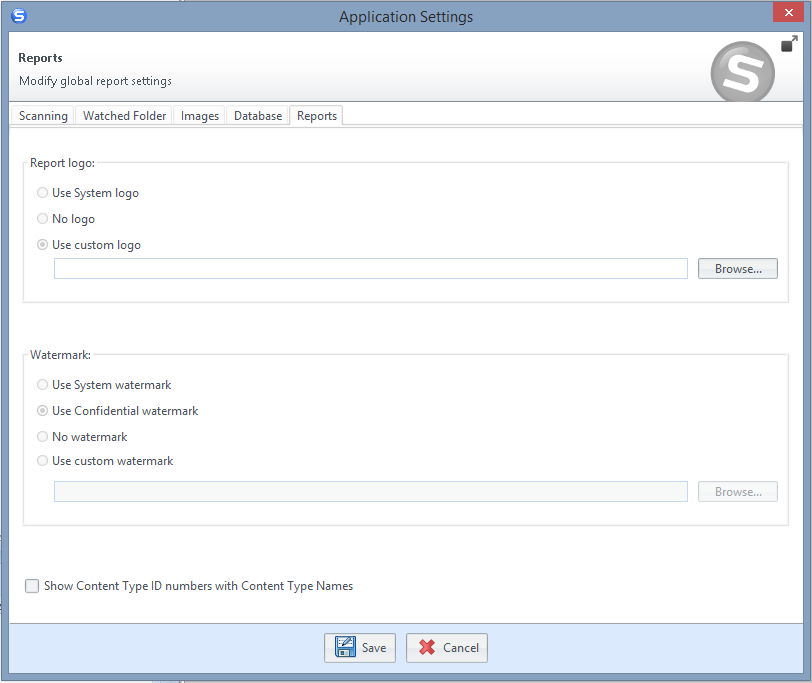 S
Application Settings
Reports
Modify global report settings
S
Scanning Watched Folder Images Database Reports
Report logo:
Use System logo
No logo
Use custom logo
Browse...
Watermark:
Use System watermark
Use Confidential watermark
No watermark
Use custom watermark
Browse...
Show Content Type ID numbers with Content Type Names
Save Cancel